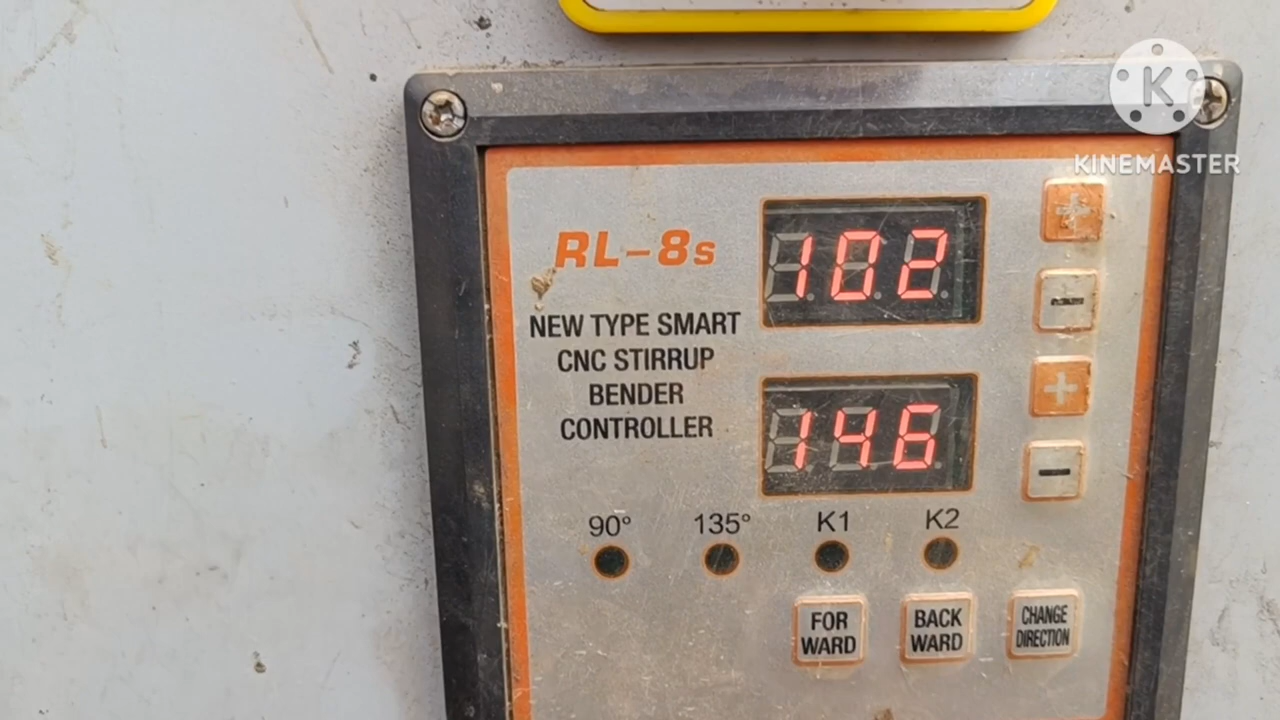 K
KINEMASTER
RL-8s
102
NEW TYPE SMART
CNC STIRRUP
BENDER
CONTROLLER
146
+
-
+
-
90° 135° K1 K2
FOR
WARD
BACK
WARD
CHANGE
DIRECTION